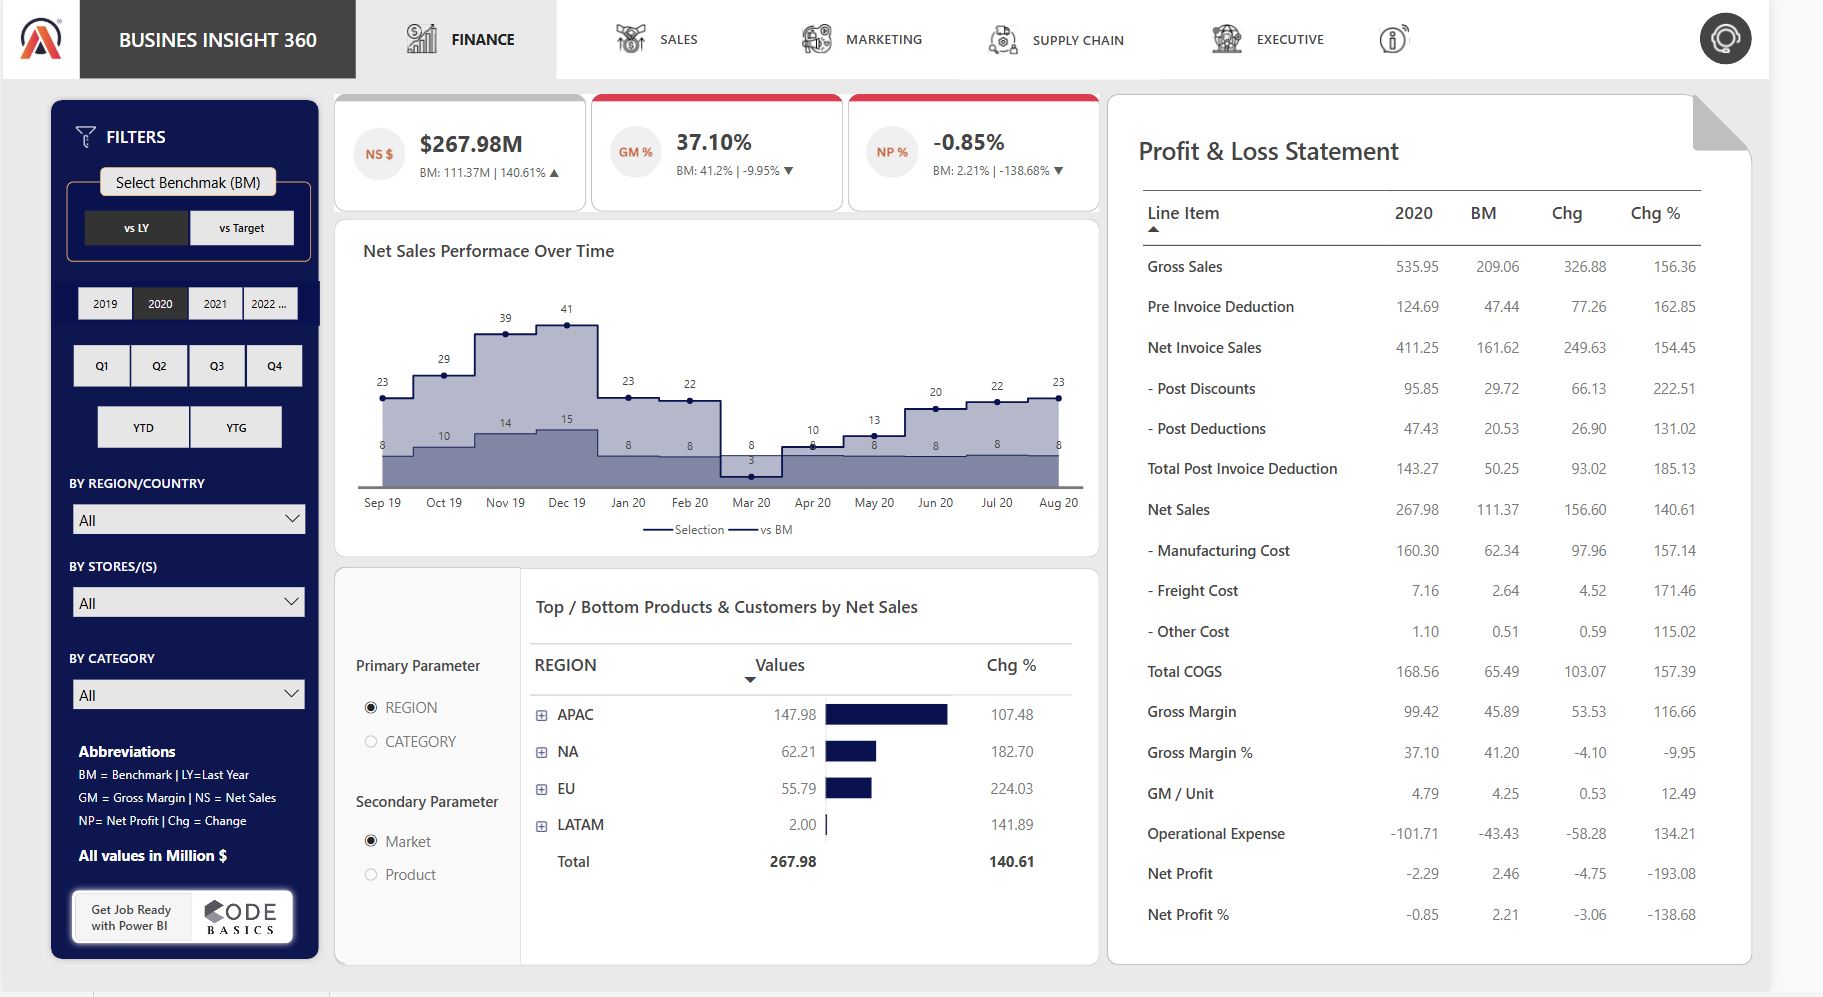 BUSINES INSIGHT 360
FINANCE
SALES
MARKETING
SUPPLY CHAIN
EXECUTIVE
FILTERS
Select Benchmak (BM)
vs LY
vs Target
2019
2020
2021
2022 ...
Q1
Q2
Q3
Q4
YTD
YTG
BY REGION/COUNTRY
All
BY STORES/(S)
All
BY CATEGORY
All
Abbreviations
BM = Benchmark | LY=Last Year
GM = Gross Margin | NS = Net Sales
NP= Net Profit | Chg = Change
All values in Million $
Get Job Ready
with Power BI
CODE
BASICS
NS $
$267.98M
BM: 111.37M | 140.61% ▲
GM %
37.10%
BM: 41.2% | -9.95% ▼
NP %
-0.85%
BM: 2.21% | -138.68% ▼
Net Sales Performace Over Time
23 29 39 41 23 22 3 10 13 20 22 23
8 10 14 15 8 8 8 8 8 8 8 8
Sep 19 Oct 19 Nov 19 Dec 19 Jan 20 Feb 20 Mar 20 Apr 20 May 20 Jun 20 Jul 20 Aug 20
Selection vs BM
Primary Parameter
REGION
CATEGORY
Secondary Parameter
Market
Product
Top / Bottom Products & Customers by Net Sales
REGION Values Chg %
APAC 147.98 107.48
NA 62.21 182.70
EU 55.79 224.03
LATAM 2.00 141.89
Total 267.98 140.61
Profit & Loss Statement
Line Item 2020 BM Chg Chg %
Gross Sales 535.95 209.06 326.88 156.36
Pre Invoice Deduction 124.69 47.44 77.26 162.85
Net Invoice Sales 411.25 161.62 249.63 154.45
- Post Discounts 95.85 29.72 66.13 222.51
- Post Deductions 47.43 20.53 26.90 131.02
Total Post Invoice Deduction 143.27 50.25 93.02 185.13
Net Sales 267.98 111.37 156.60 140.61
- Manufacturing Cost 160.30 62.34 97.96 157.14
- Freight Cost 7.16 2.64 4.52 171.46
- Other Cost 1.10 0.51 0.59 115.02
Total COGS 168.56 65.49 103.07 157.39
Gross Margin 99.42 45.89 53.53 116.66
Gross Margin % 37.10 41.20 -4.10 -9.95
GM / Unit 4.79 4.25 0.53 12.49
Operational Expense -101.71 -43.43 -58.28 134.21
Net Profit -2.29 2.46 -4.75 -193.08
Net Profit % -0.85 2.21 -3.06 -138.68